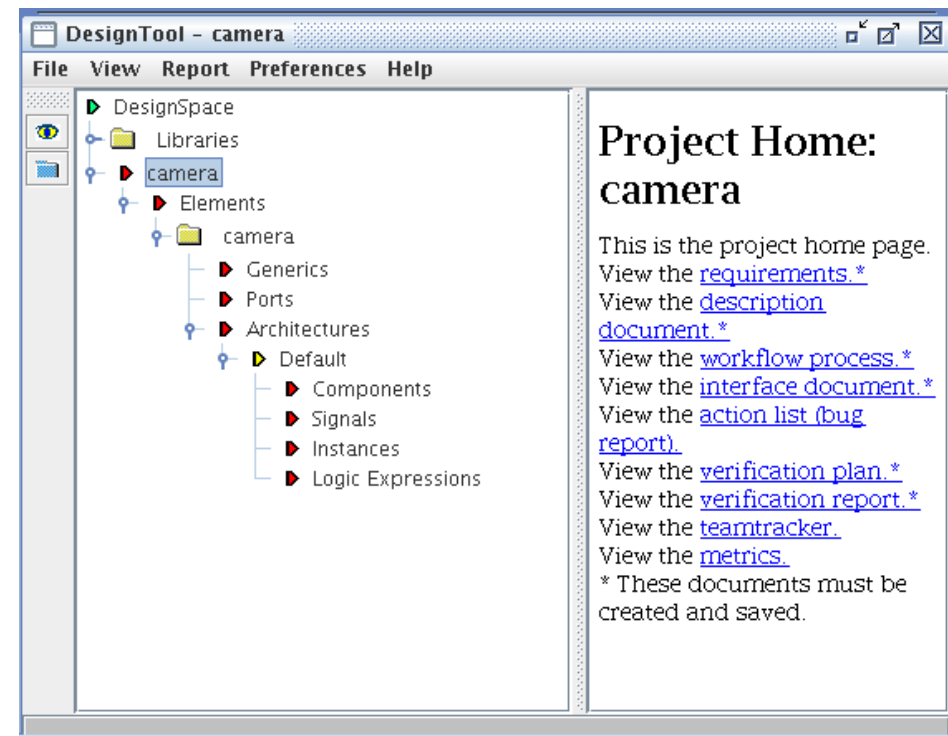 DesignTool - camera
File View Report Preferences Help
DesignSpace
Libraries
camera
Elements
camera
Generics
Ports
Architectures
Default
Components
Signals
Instances
Logic Expressions
Project Home:
camera
This is the project home page.
View the requirements.*
View the description
document.*
View the workflow process.*
View the interface document.*
View the action list (bug
report).
View the verification plan.*
View the verification report.*
View the teamtracker.
View the metrics.
* These documents must be
created and saved.